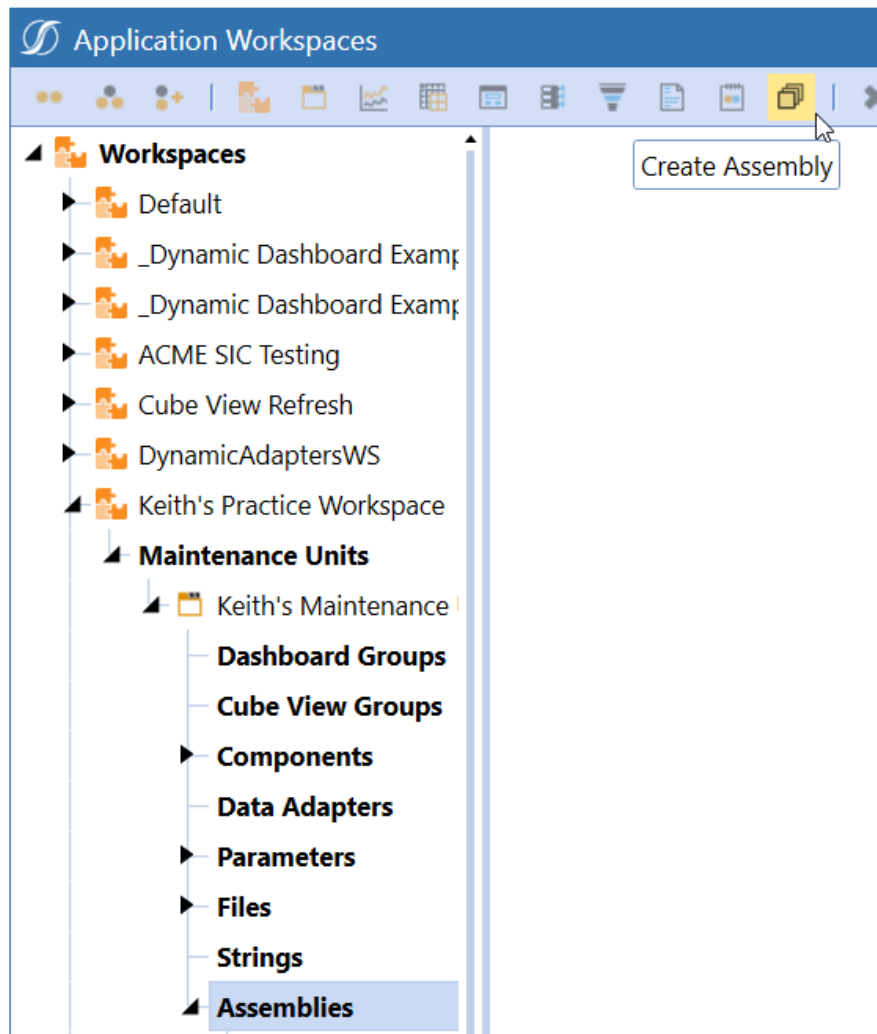 Application Workspaces
Create Assembly
Workspaces
Default
_Dynamic Dashboard Examp
_Dynamic Dashboard Examp
ACME SIC Testing
Cube View Refresh
DynamicAdaptersWS
Keith's Practice Workspace
Maintenance Units
Keith's Maintenance
Dashboard Groups
Cube View Groups
Components
Data Adapters
Parameters
Files
Strings
Assemblies